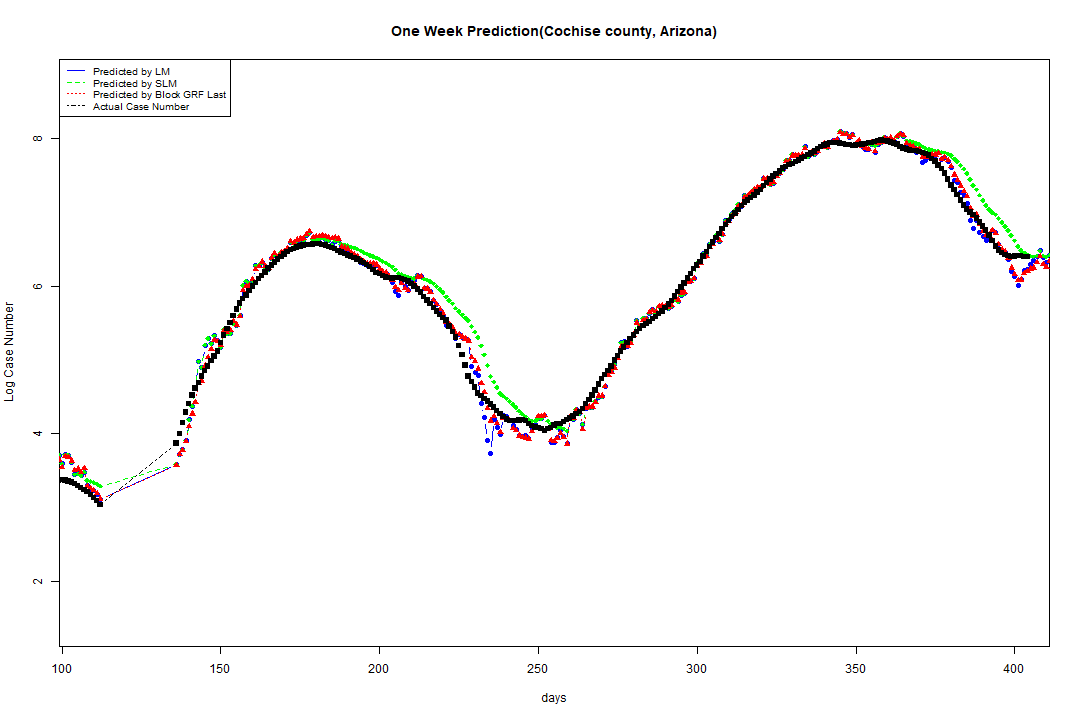 One Week Prediction(Cochise county, Arizona)
Predicted by LM
Predicted by SLM
Predicted by Block GRF Last
Actual Case Number
8
6
4
2
Log Case Number
100 150 200 250 300 350 400
days